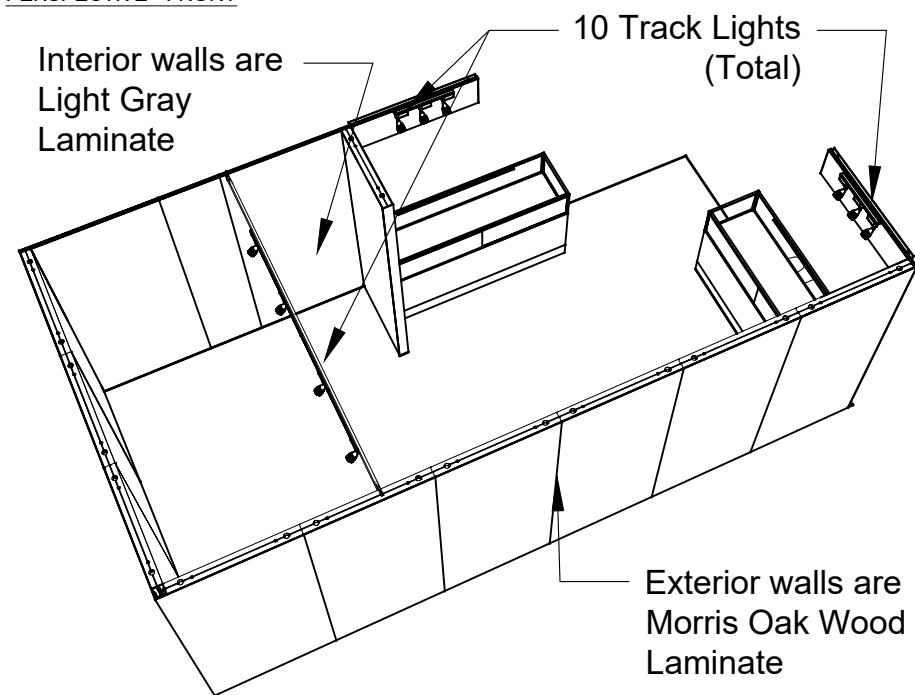 10 Track Lights
(Total)
Interior walls are
Light Gray
Laminate
Exterior walls are
Morris Oak Wood
Laminate